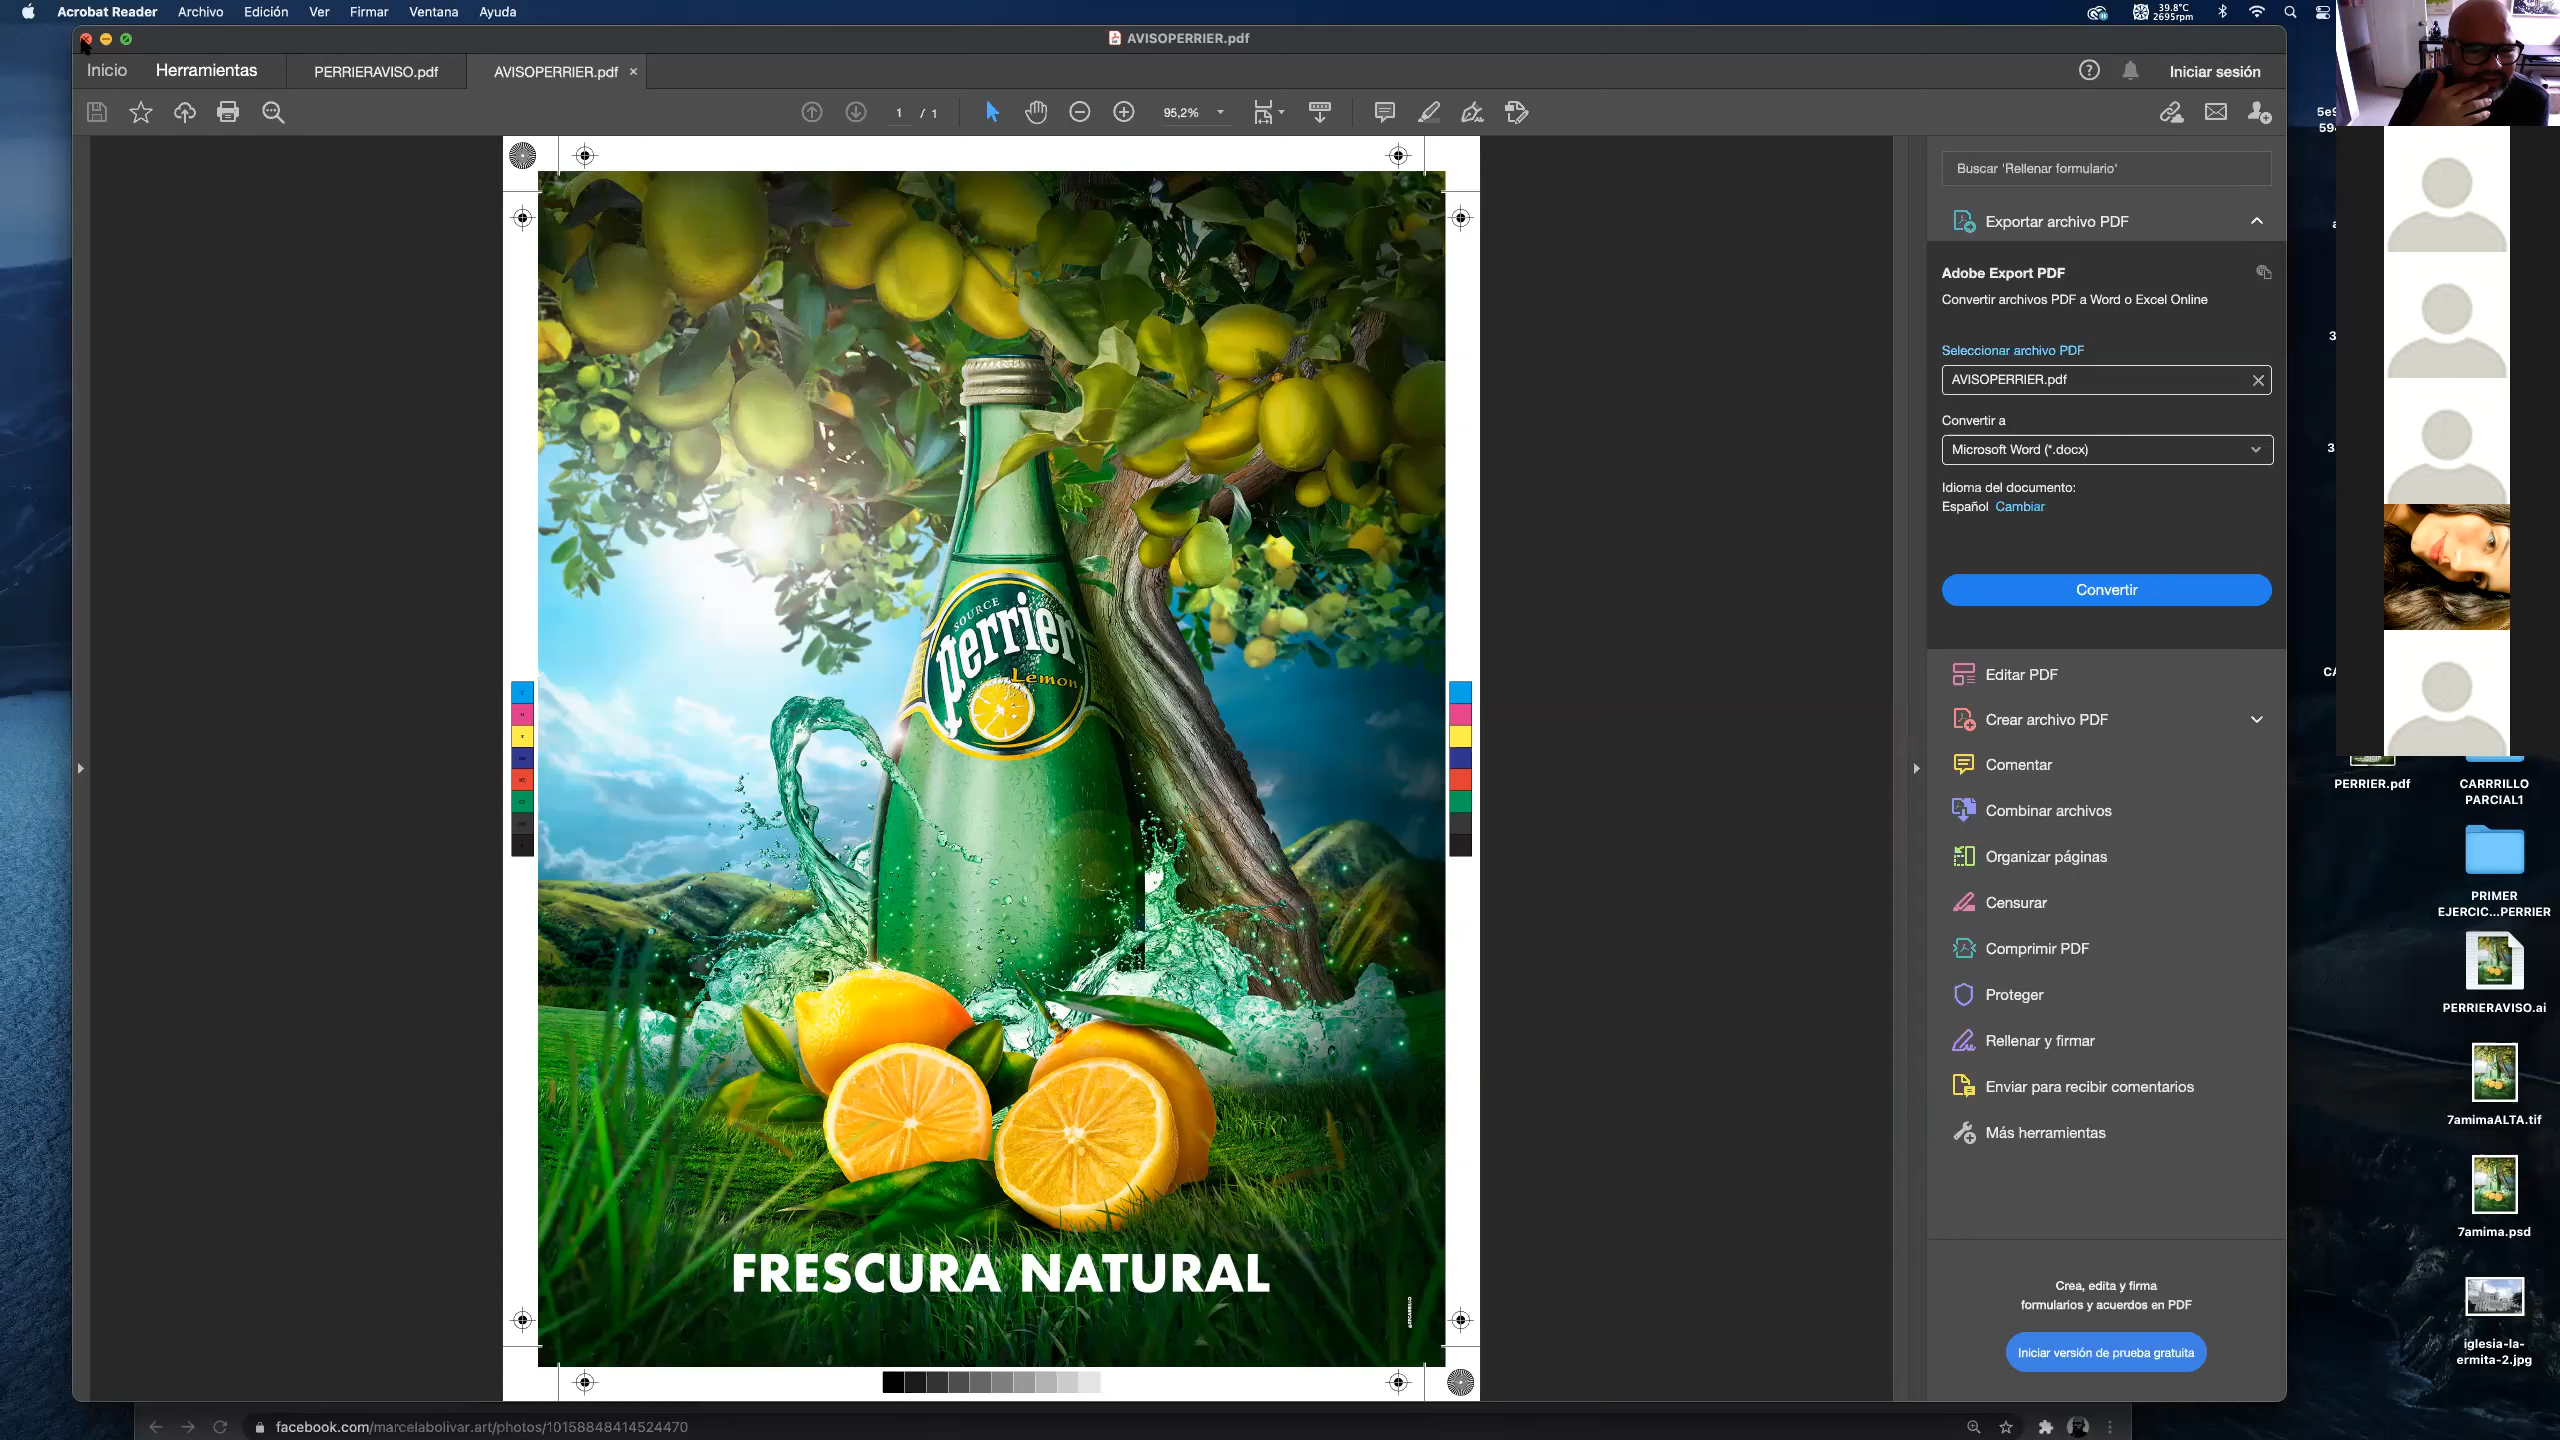 Acrobat Reader Archivo Edición Ver Firmar Ventana Ayuda
39.8°C
2695rpm
AVISOPERRIER.pdf
Inicio Herramientas PERRIERAVISO.pdf AVISOPERRIER.pdf × Iniciar sesión
1 / 1 95,2%
Buscar 'Rellenar formulario'
Exportar archivo PDF
Adobe Export PDF
Convertir archivos PDF a Word o Excel Online
Seleccionar archivo PDF
AVISOPERRIER.pdf
Convertir a
Microsoft Word (*.docx)
Idioma del documento:
Español Cambiar
Convertir
Editar PDF
Crear archivo PDF
Comentar
Combinar archivos
Organizar páginas
Censurar
Comprimir PDF
Proteger
Rellenar y firmar
Enviar para recibir comentarios
Más herramientas
Crea, edita y firma
formularios y acuerdos en PDF
Iniciar versión de prueba gratuita
SOURCE
perrier
Lemon
FRESCURA NATURAL
PERRIER.pdf
CARRRILLO
PARCIAL1
PRIMER
EJERCIC...PERRIER
PERRIERAVISO.ai
7amimaALTA.tif
7amima.psd
iglesia-la-
ermita-2.jpg
facebook.com/marcelabolivar.art/photos/10158848414524470